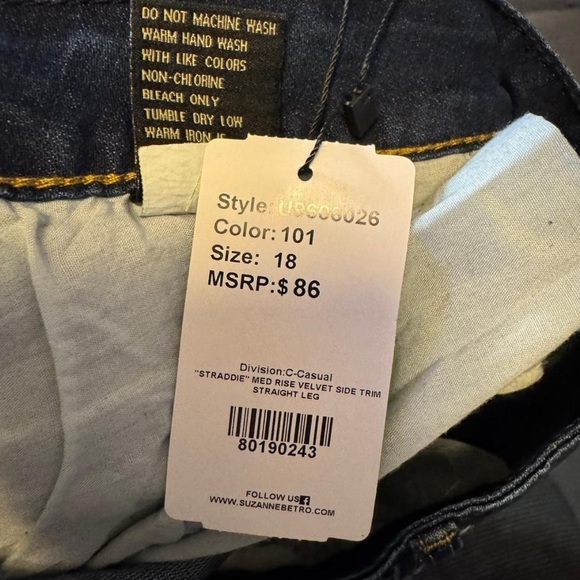 DO NOT MACHINE WASH
WARM HAND WASH
WITH LIKE COLORS
NON-CHLORINE
BLEACH ONLY
TUMBLE DRY LOW
WARM IRON
Style:
Color: 101
Size: 18
MSRP:$ 86
Division:C-Casual
"STRADDIE" MED RISE VELVET SIDE TRIM
STRAIGHT LEG
80190243
FOLLOW US
WWW.SUZANNEBETRO.COM